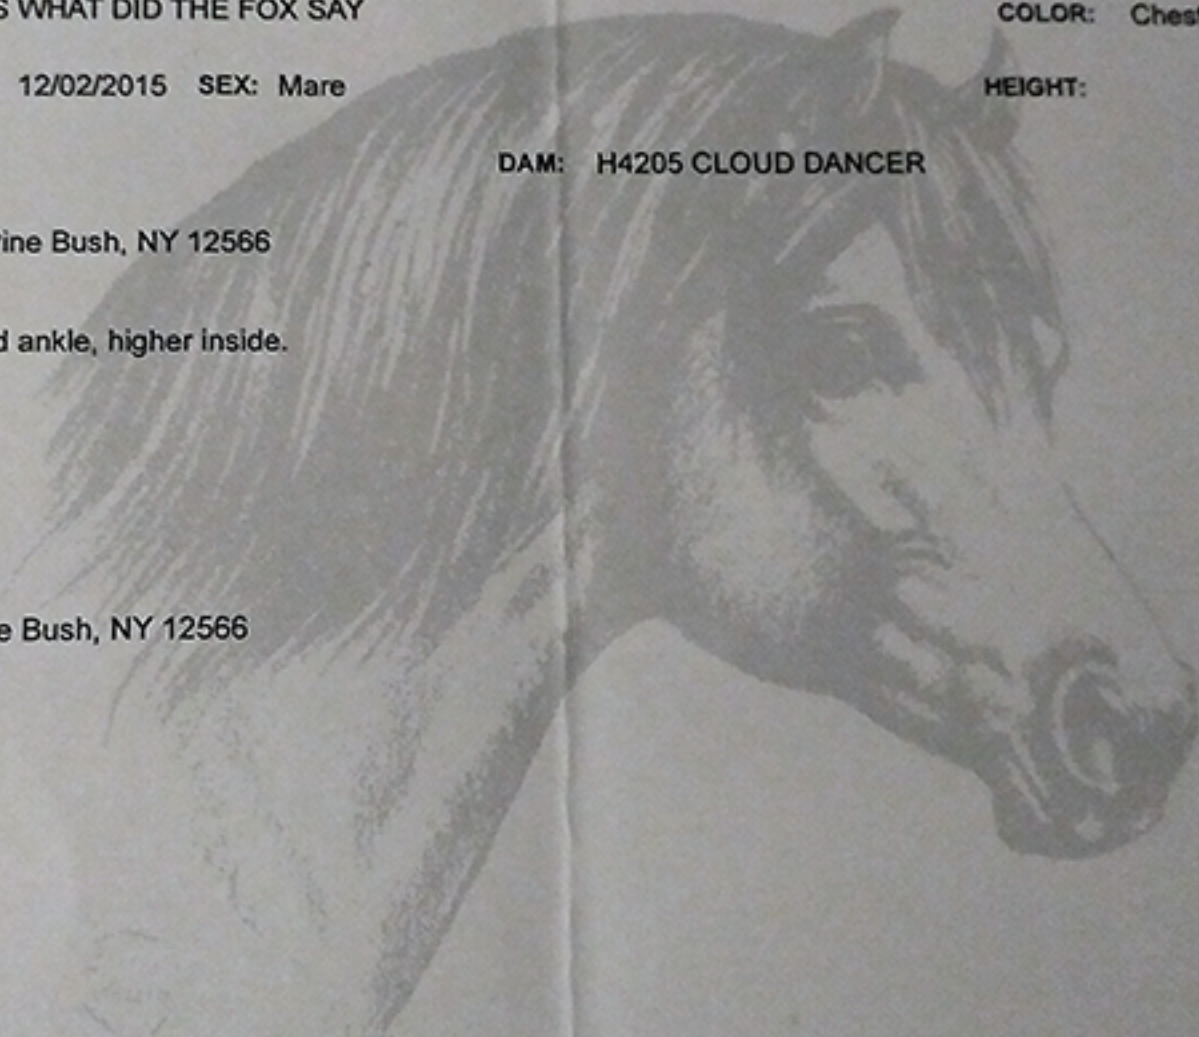 WHAT DID THE FOX SAY COLOR:
12/02/2015 SEX: Mare HEIGHT:
DAM: H4205 CLOUD DANCER
Bush, NY 12566
ankle, higher inside.
Bush, NY 12566